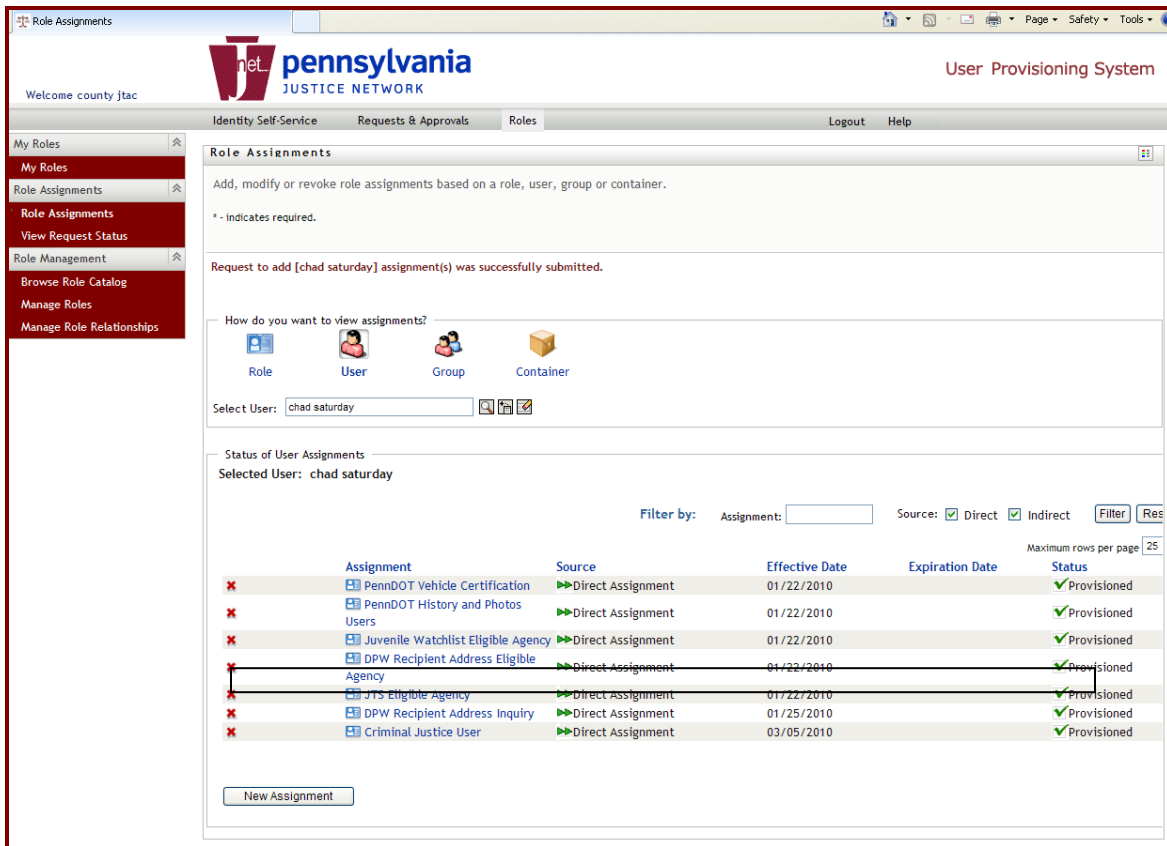 Role Assignments
Page Safety Tools
net
J
pennsylvania
JUSTICE NETWORK
User Provisioning System
Welcome county jtac
Identity Self-Service Requests & Approvals Roles Logout Help
My Roles
My Roles
Role Assignments
Role Assignments
View Request Status
Role Management
Browse Role Catalog
Manage Roles
Manage Role Relationships
Role Assignments
Add, modify or revoke role assignments based on a role, user, group or container.
* - indicates required.
Request to add [chad saturday] assignment(s) was successfully submitted.
How do you want to view assignments?
Role User Group Container
Select User: chad saturday
Status of User Assignments
Selected User: chad saturday
Filter by: Assignment: Source: Direct Indirect Filter Res
Maximum rows per page 25
Assignment Source Effective Date Expiration Date Status
PennDOT Vehicle Certification Direct Assignment 01/22/2010 Provisioned
PennDOT History and Photos
Users Direct Assignment 01/22/2010 Provisioned
Juvenile Watchlist Eligible Agency Direct Assignment 01/22/2010 Provisioned
DPW Recipient Address Eligible
Agency Direct Assignment 01/22/2010 Provisioned
JTS Eligible Agency Direct Assignment 01/22/2010 Provisioned
DPW Recipient Address Inquiry Direct Assignment 01/25/2010 Provisioned
Criminal Justice User Direct Assignment 03/05/2010 Provisioned
New Assignment